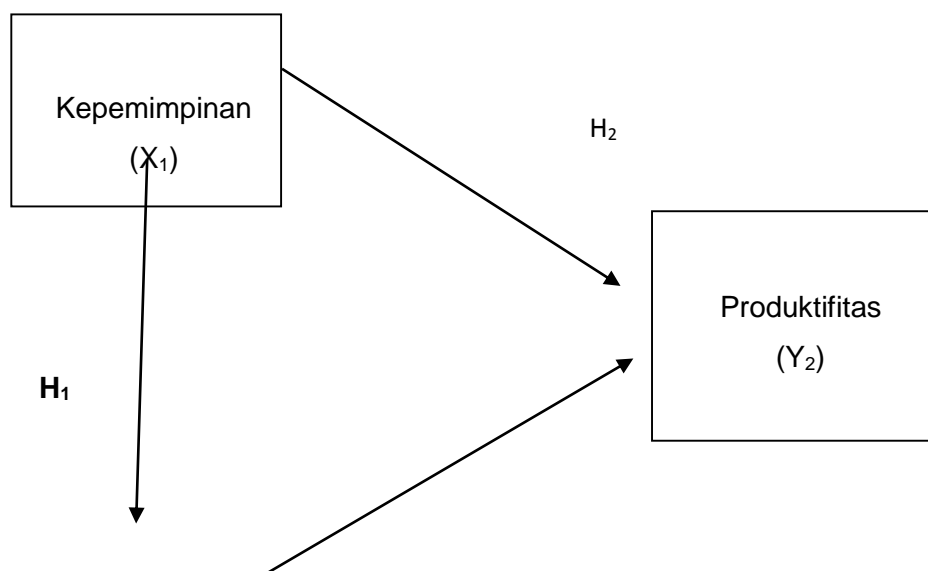 Kepemimpinan
(X₁)
H₂
Produktifitas
(Y₂)
H₁